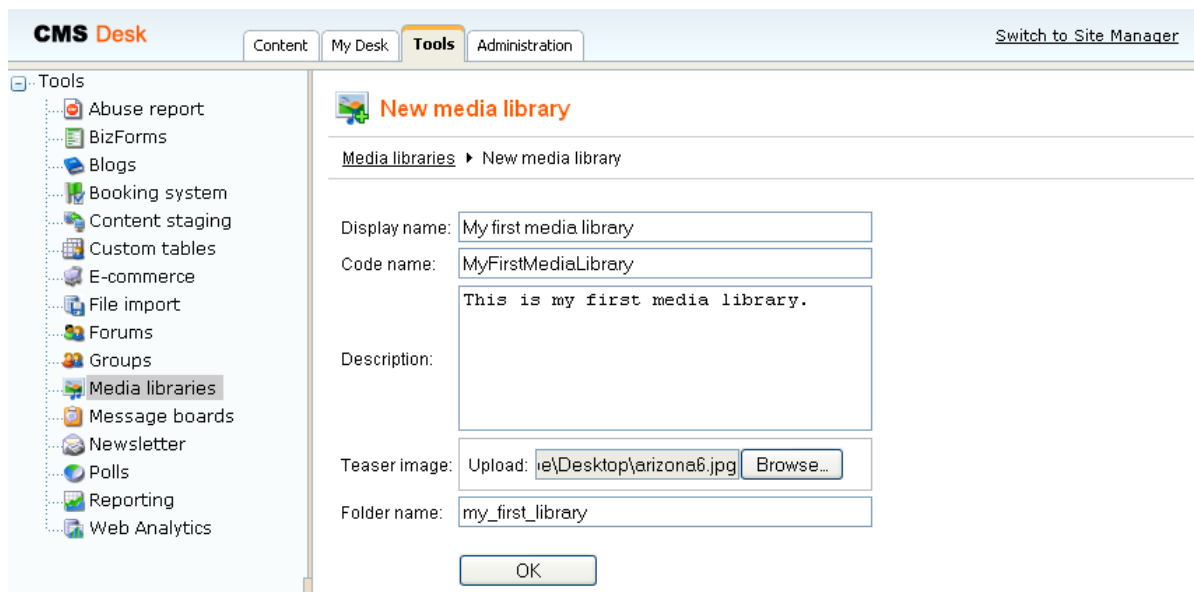 CMS Desk
Content
My Desk
Tools
Administration
Switch to Site Manager
Tools
Abuse report
BizForms
Blogs
Booking system
Content staging
Custom tables
E-commerce
File import
Forums
Groups
Media libraries
Message boards
Newsletter
Polls
Reporting
Web Analytics
New media library
Media libraries New media library
Display name: My first media library
Code name: MyFirstMediaLibrary
Description: This is my first media library.
Teaser image: Upload: e\Desktop\arizona6.jpg Browse...
Folder name: my_first_library
OK